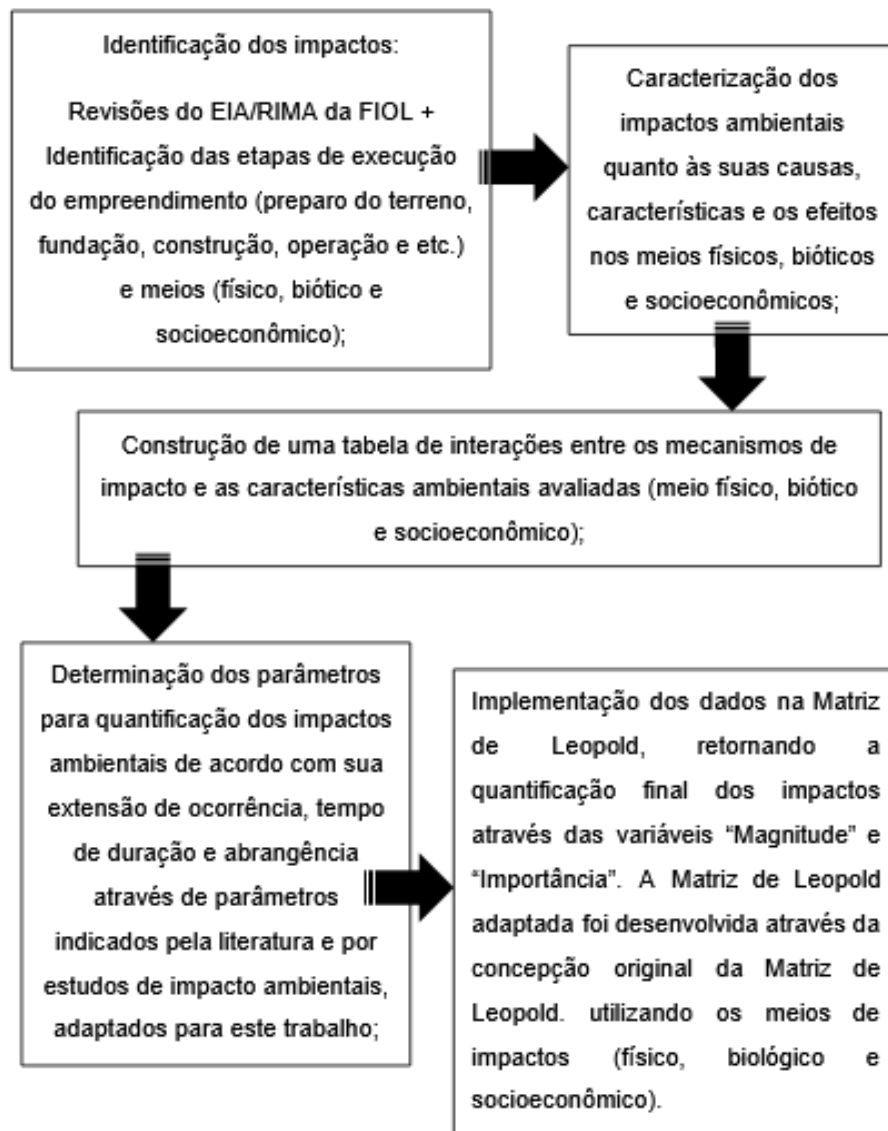 Identificação dos impactos:
Revisões do EIA/RIMA da FIOL +
Identificação das etapas de execução
do empreendimento (preparo do terreno,
fundação, construção, operação e etc.)
e meios (físico, biótico e
socioeconômico);
Caracterização dos
impactos ambientais
quanto às suas causas,
características e os efeitos
nos meios físicos, bióticos
e socioeconômicos;
Construção de uma tabela de interações entre os mecanismos de
impacto e as características ambientais avaliadas (meio físico, biótico
e socioeconômico);
Determinação dos parâmetros
para quantificação dos impactos
ambientais de acordo com sua
extensão de ocorrência, tempo
de duração e abrangência
através de parâmetros
indicados pela literatura e por
estudos de impacto ambientais,
adaptados para este trabalho;
Implementação dos dados na Matriz
de Leopold, retornando a
quantificação final dos impactos
através das variáveis “Magnitude” e
“Importância”. A Matriz de Leopold
adaptada foi desenvolvida através da
concepção original da Matriz de
Leopold. utilizando os meios de
impactos (físico, biológico e
socioeconômico).